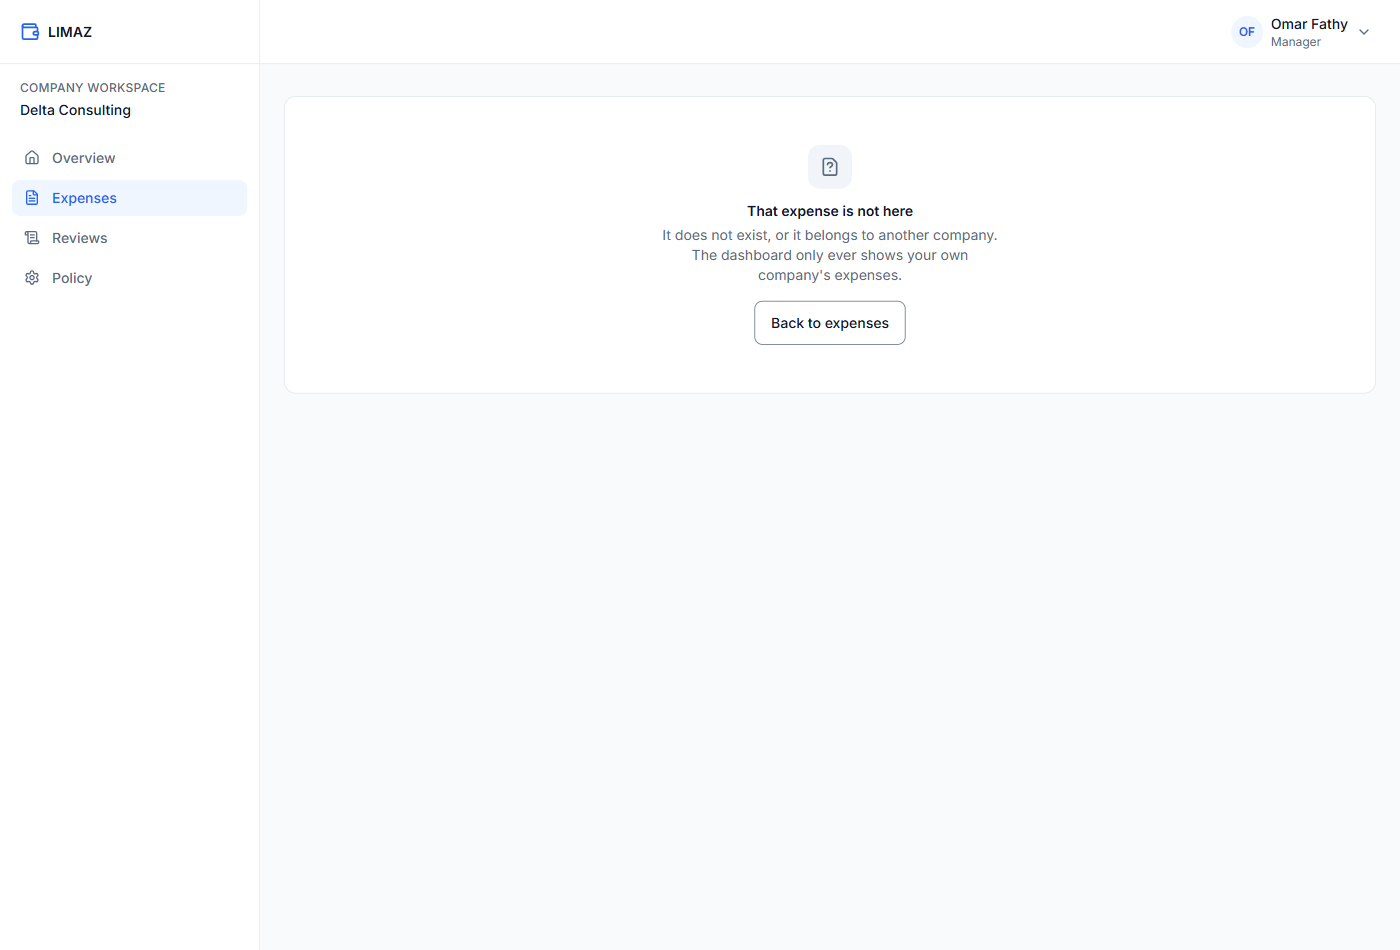 LIMAZ
OF
Omar Fathy
Manager
COMPANY WORKSPACE
Delta Consulting
Overview
Expenses
Reviews
Policy
That expense is not here
It does not exist, or it belongs to another company.
The dashboard only ever shows your own
company's expenses.
Back to expenses